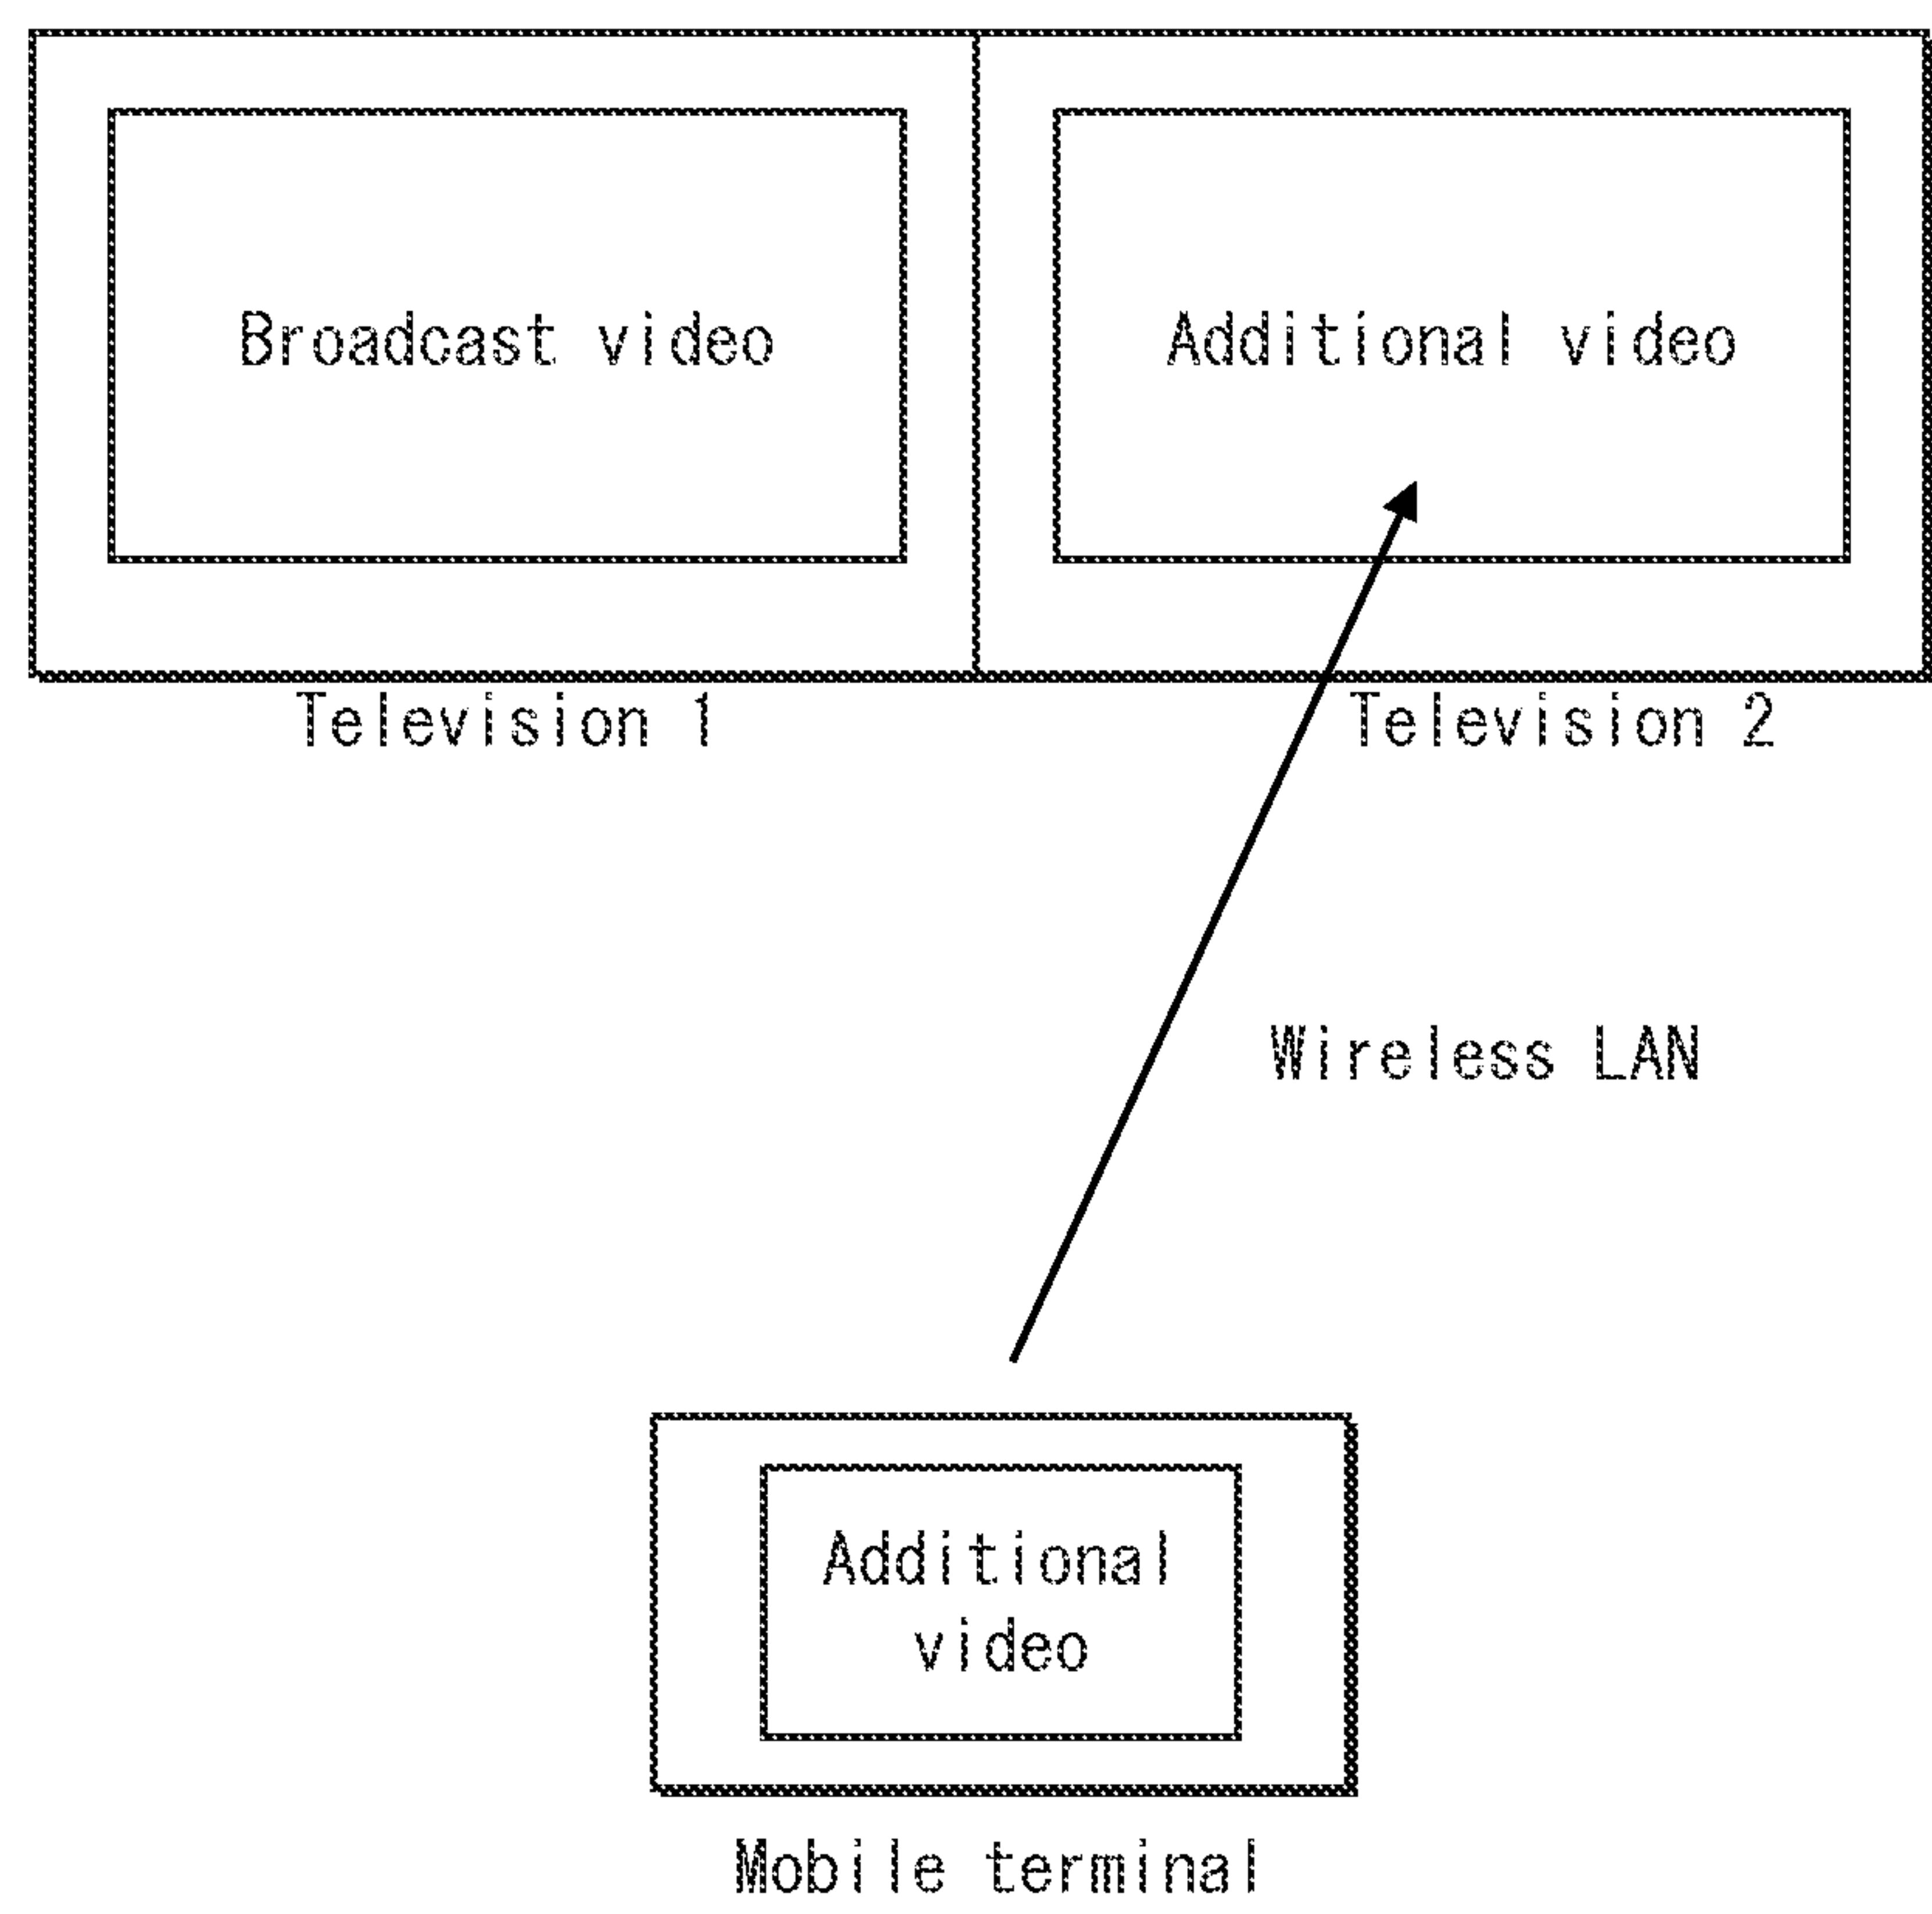 Broadcast video
Additional video
Television 1
Television 2
Wireless LAN
Additional
video
Mobile terminal